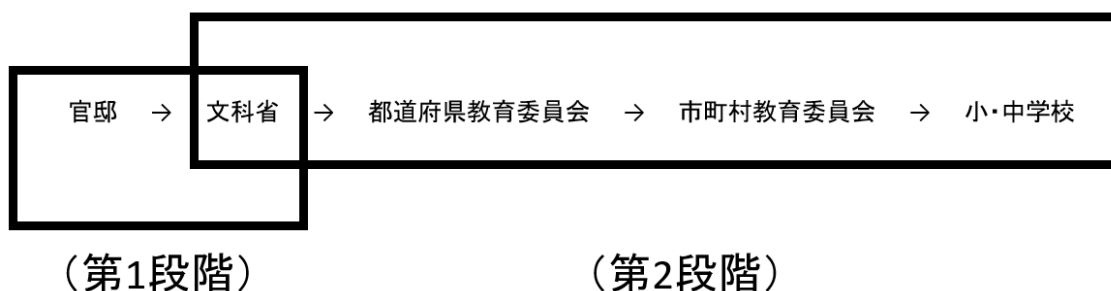 官邸 → 文科省 → 都道府県教育委員会 → 市町村教育委員会 → 小・中学校
（第1段階） （第2段階）